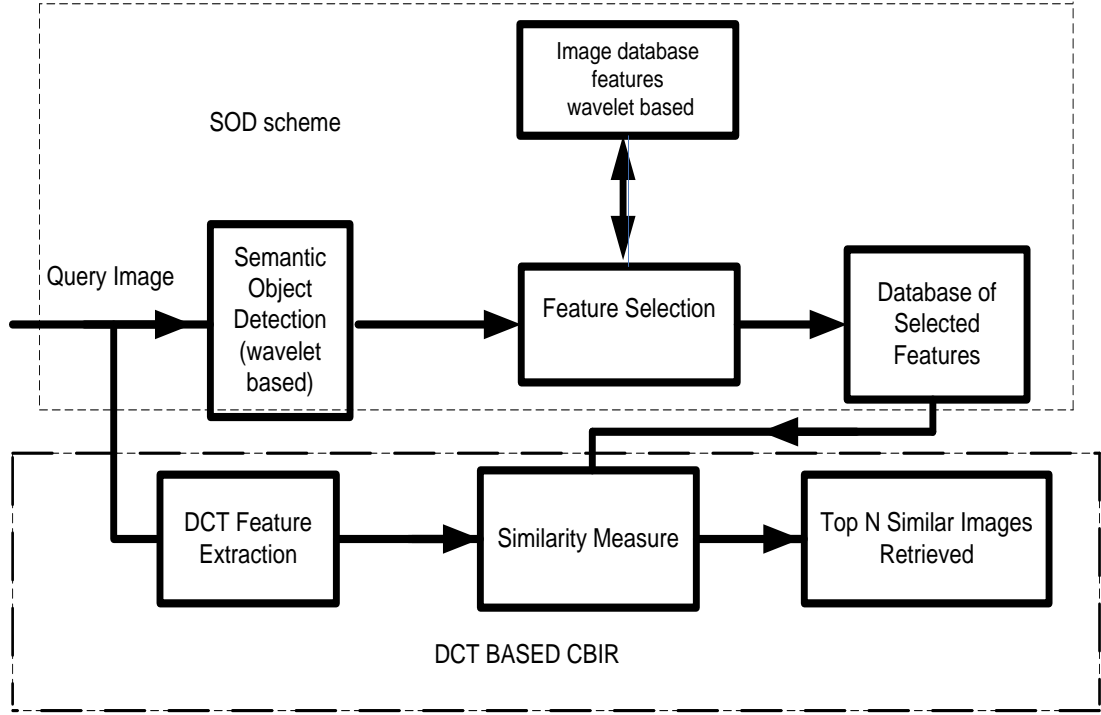 Image database
features
wavelet based
SOD scheme
Query Image
Semantic
Object
Detection
(wavelet
based)
Feature Selection
Database of
Selected
Features
DCT Feature
Extraction
Similarity Measure
Top N Similar Images
Retrieved
DCT BASED CBIR